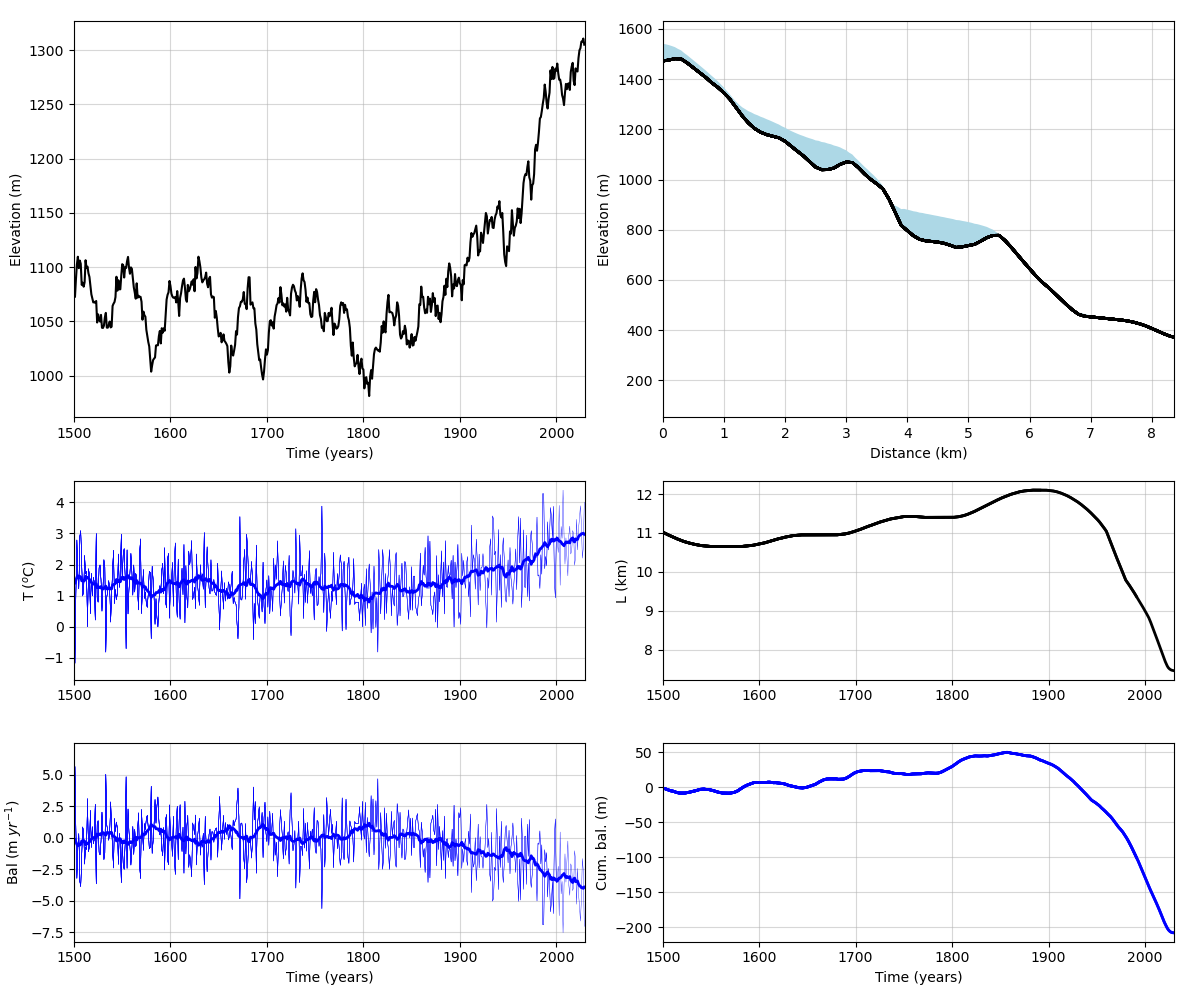 1300
1250
1200
1150
1100
1050
1000
Elevation (m)
1500 1600 1700 1800 1900 2000
Time (years)
1600
1400
1200
1000
800
600
400
200
Elevation (m)
0 1 2 3 4 5 6 7 8
Distance (km)
4
3
2
1
0
−1
T (°C)
1500 1600 1700 1800 1900 2000
12
11
10
9
8
L (km)
1500 1600 1700 1800 1900 2000
5.0
2.5
0.0
−2.5
−5.0
−7.5
Bal (m yr⁻¹)
1500 1600 1700 1800 1900 2000
Time (years)
50
0
−50
−100
−150
−200
Cum. bal. (m)
1500 1600 1700 1800 1900 2000
Time (years)